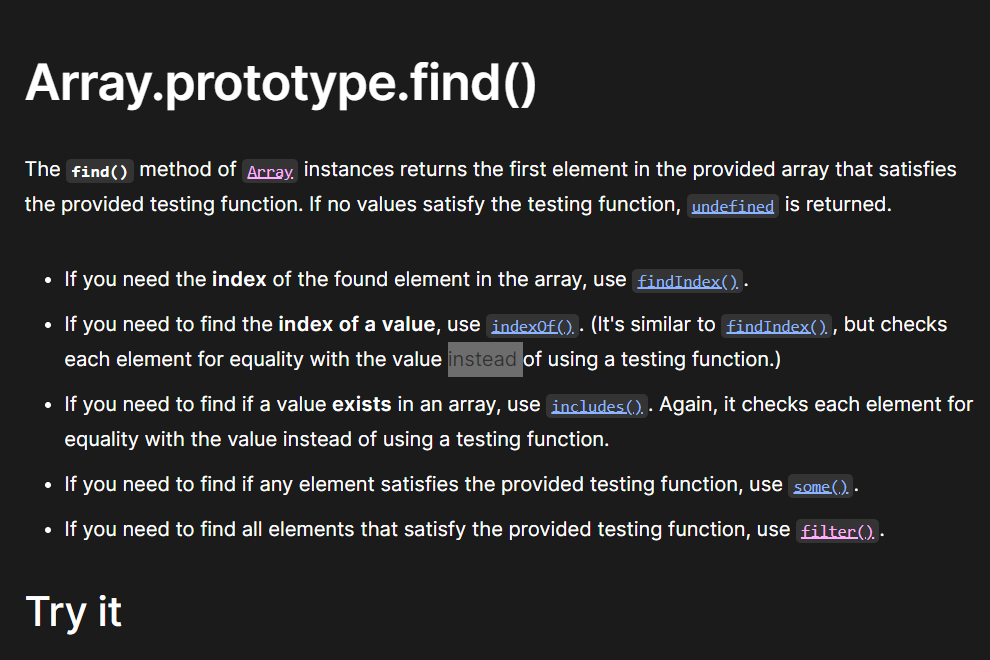 Array.prototype.find()
The find() method of Array instances returns the first element in the provided array that satisfies
the provided testing function. If no values satisfy the testing function, undefined is returned.
• If you need the index of the found element in the array, use findIndex().
• If you need to find the index of a value, use indexOf(). (It's similar to findIndex(), but checks
each element for equality with the value instead of using a testing function.)
• If you need to find if a value exists in an array, use includes(). Again, it checks each element for
equality with the value instead of using a testing function.
• If you need to find if any element satisfies the provided testing function, use some().
• If you need to find all elements that satisfy the provided testing function, use filter().
Try it